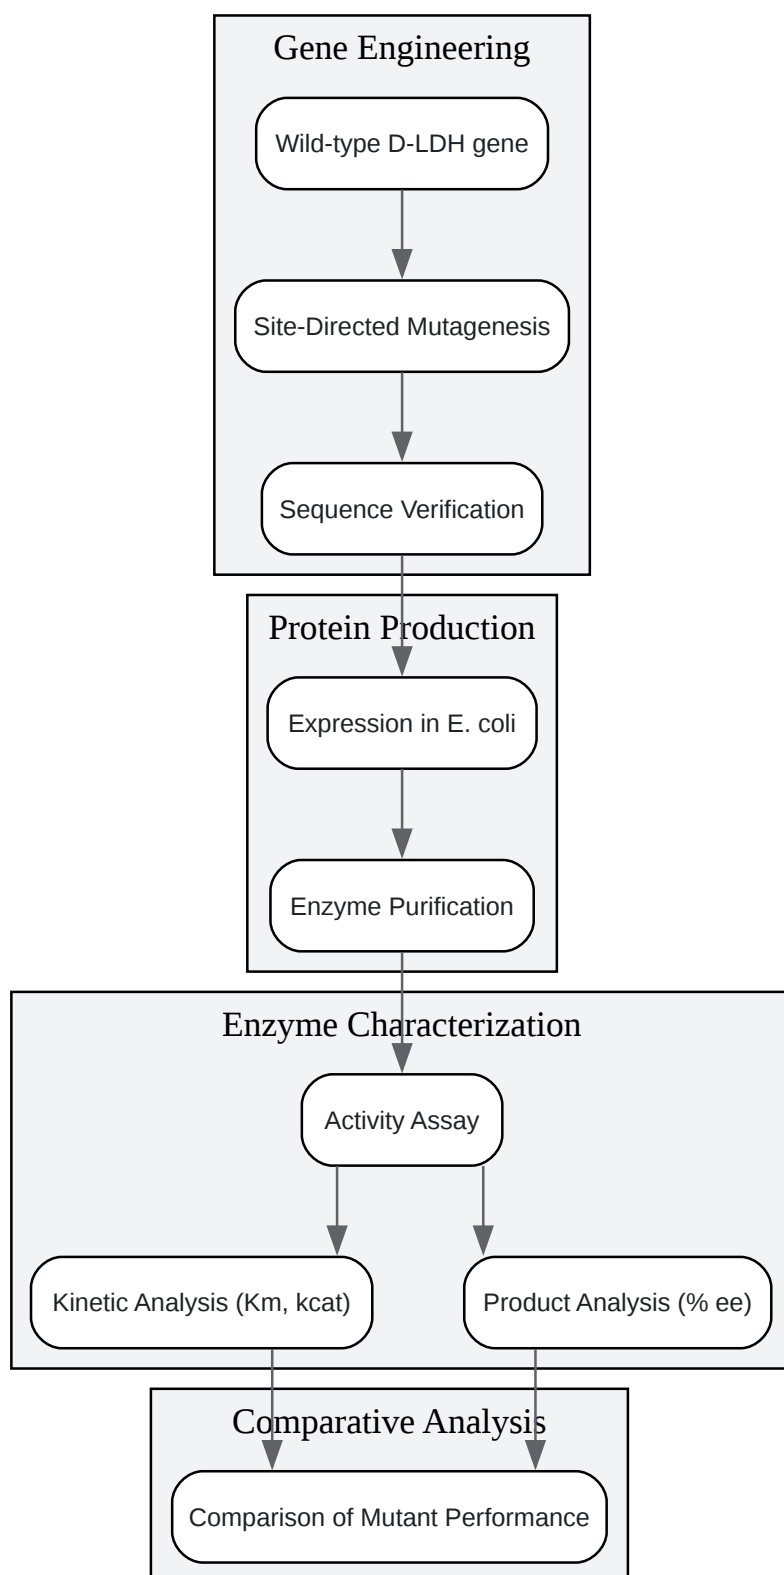 Gene Engineering
Wild-type D-LDH gene
Site-Directed Mutagenesis
Sequence Verification
Protein Production
Expression in E. coli
Enzyme Purification
Enzyme Characterization
Activity Assay
Kinetic Analysis (Km, kcat)
Product Analysis (% ee)
Comparative Analysis
Comparison of Mutant Performance